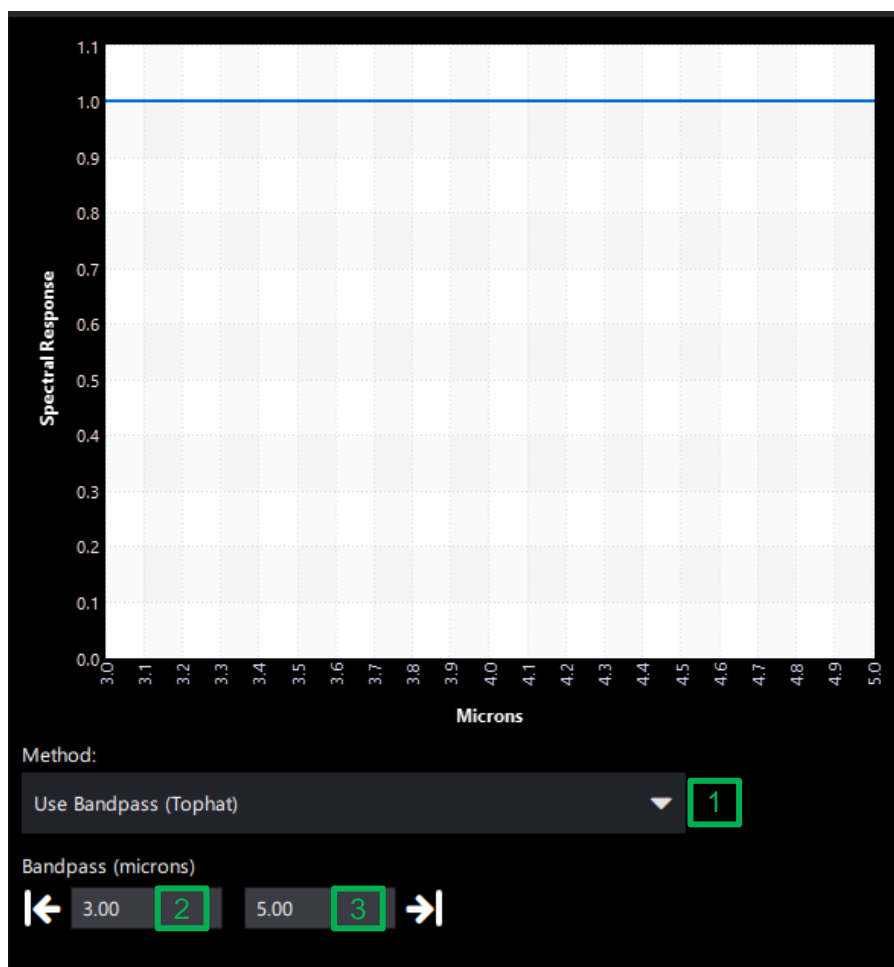 1.1
1.0
0.9
0.8
0.7
0.6
0.5
0.4
0.3
0.2
0.1
0.0
Spectral Response
3.0 3.1 3.2 3.3 3.4 3.5 3.6 3.7 3.8 3.9 4.0 4.1 4.2 4.3 4.4 4.5 4.6 4.7 4.8 4.9 5.0
Microns
Method:
Use Bandpass (Tophat) 1
Bandpass (microns)
3.00 2 5.00 3